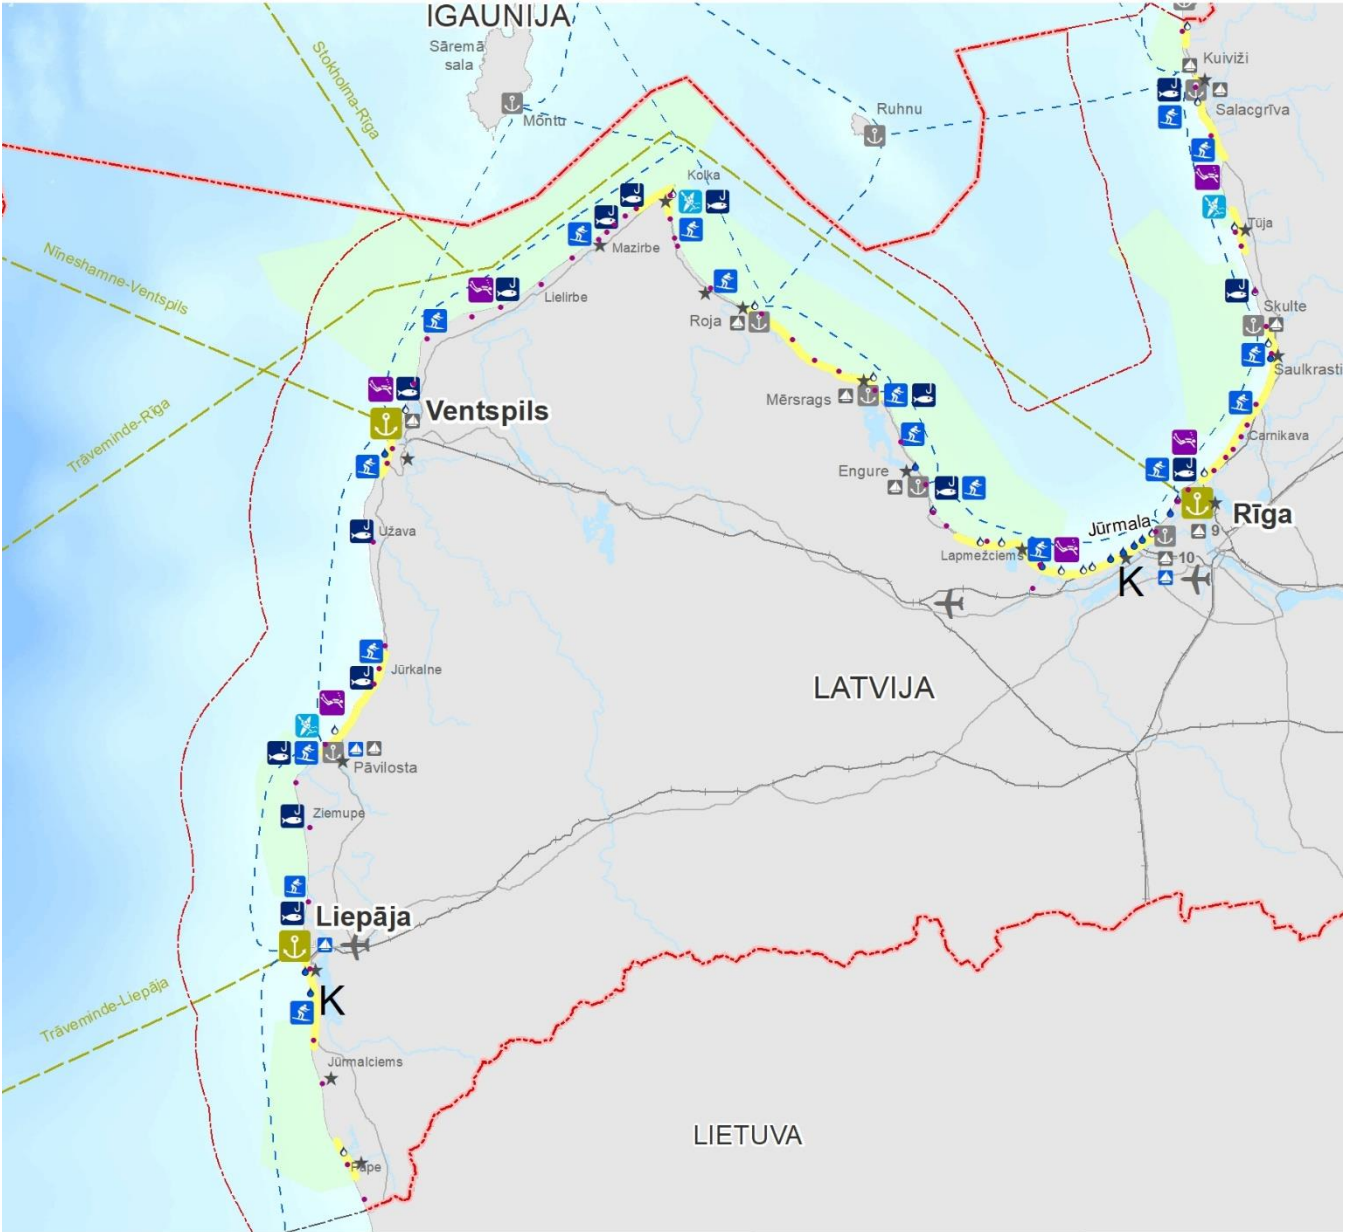 IGAUNIJA
Sāremā
sala
Kuiviži
Stokholma-Rīga
Salacgrīva
Ruhnu
Montu
Kolka
Tūja
Mazirbe
Nīneshamne-Ventspils
Lielirbe
Skulte
Roja
Saulkrasti
Mērsrags
Ventspils
Trāveminde-Rīga
Carnikava
Engure
Rīga
Jūrmala
9
Užava
Lapmežciems
10
K
Jūrkalne
LATVIJA
Pāvilosta
Ziemupe
Liepāja
K
Trāveminde-Liepāja
Jūrmalciems
LIETUVA
Pape